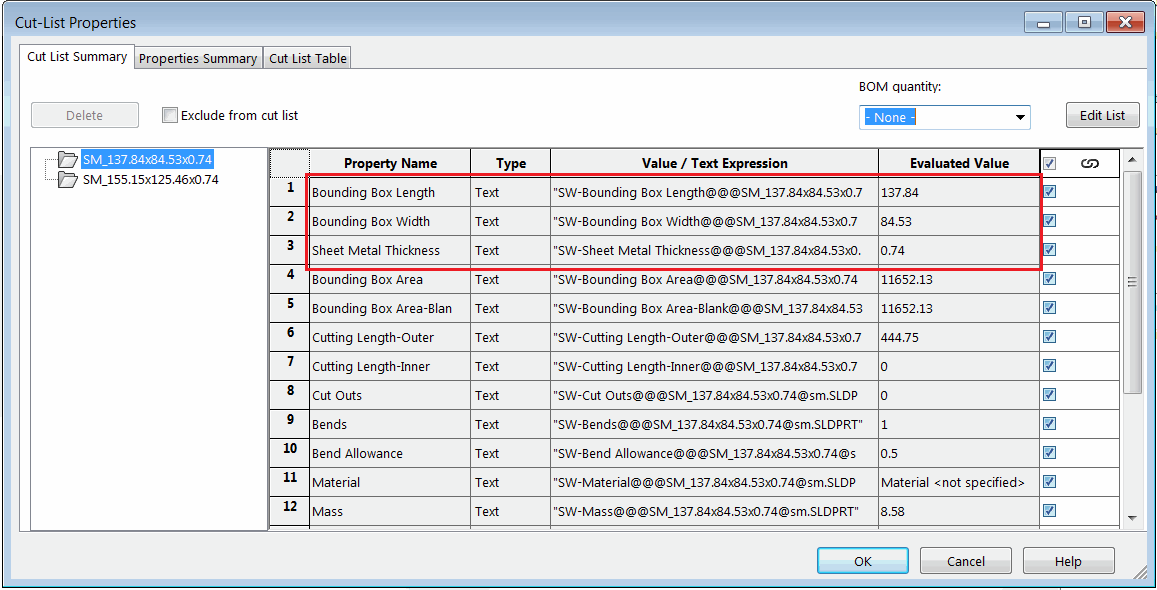 Cut-List Properties
Cut List Summary Properties Summary Cut List Table
BOM quantity:
Delete Exclude from cut list - None - Edit List
SM_137.84x84.53x0.74
SM_155.15x125.46x0.74
Property Name Type Value / Text Expression Evaluated Value
1 Bounding Box Length Text "SW-Bounding Box Length@@@SM_137.84x84.53x0.7 137.84
2 Bounding Box Width Text "SW-Bounding Box Width@@@SM_137.84x84.53x0.7 84.53
3 Sheet Metal Thickness Text "SW-Sheet Metal Thickness@@@SM_137.84x84.53x0. 0.74
4 Bounding Box Area Text "SW-Bounding Box Area@@@SM_137.84x84.53x0.74 11652.13
5 Bounding Box Area-Blan Text "SW-Bounding Box Area-Blank@@@SM_137.84x84.53 11652.13
6 Cutting Length-Outer Text "SW-Cutting Length-Outer@@@SM_137.84x84.53x0.7 444.75
7 Cutting Length-Inner Text "SW-Cutting Length-Inner@@@SM_137.84x84.53x0.7 0
8 Cut Outs Text "SW-Cut Outs@@@SM_137.84x84.53x0.74@sm.SLDP 0
9 Bends Text "SW-Bends@@@SM_137.84x84.53x0.74@sm.SLDPRT" 1
10 Bend Allowance Text "SW-Bend Allowance@@@SM_137.84x84.53x0.74@s 0.5
11 Material Text "SW-Material@@@SM_137.84x84.53x0.74@sm.SLDP Material <not specified>
12 Mass Text "SW-Mass@@@SM_137.84x84.53x0.74@sm.SLDPRT" 8.58
OK Cancel Help